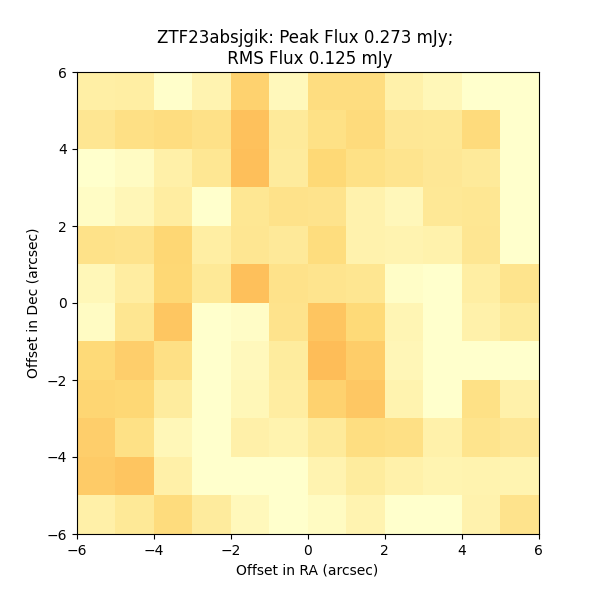 ZTF23absjgik: Peak Flux 0.273 mJy;
RMS Flux 0.125 mJy
6
4
2
0
−2
−4
−6
Offset in Dec (arcsec)
−6 −4 −2 0 2 4 6
Offset in RA (arcsec)